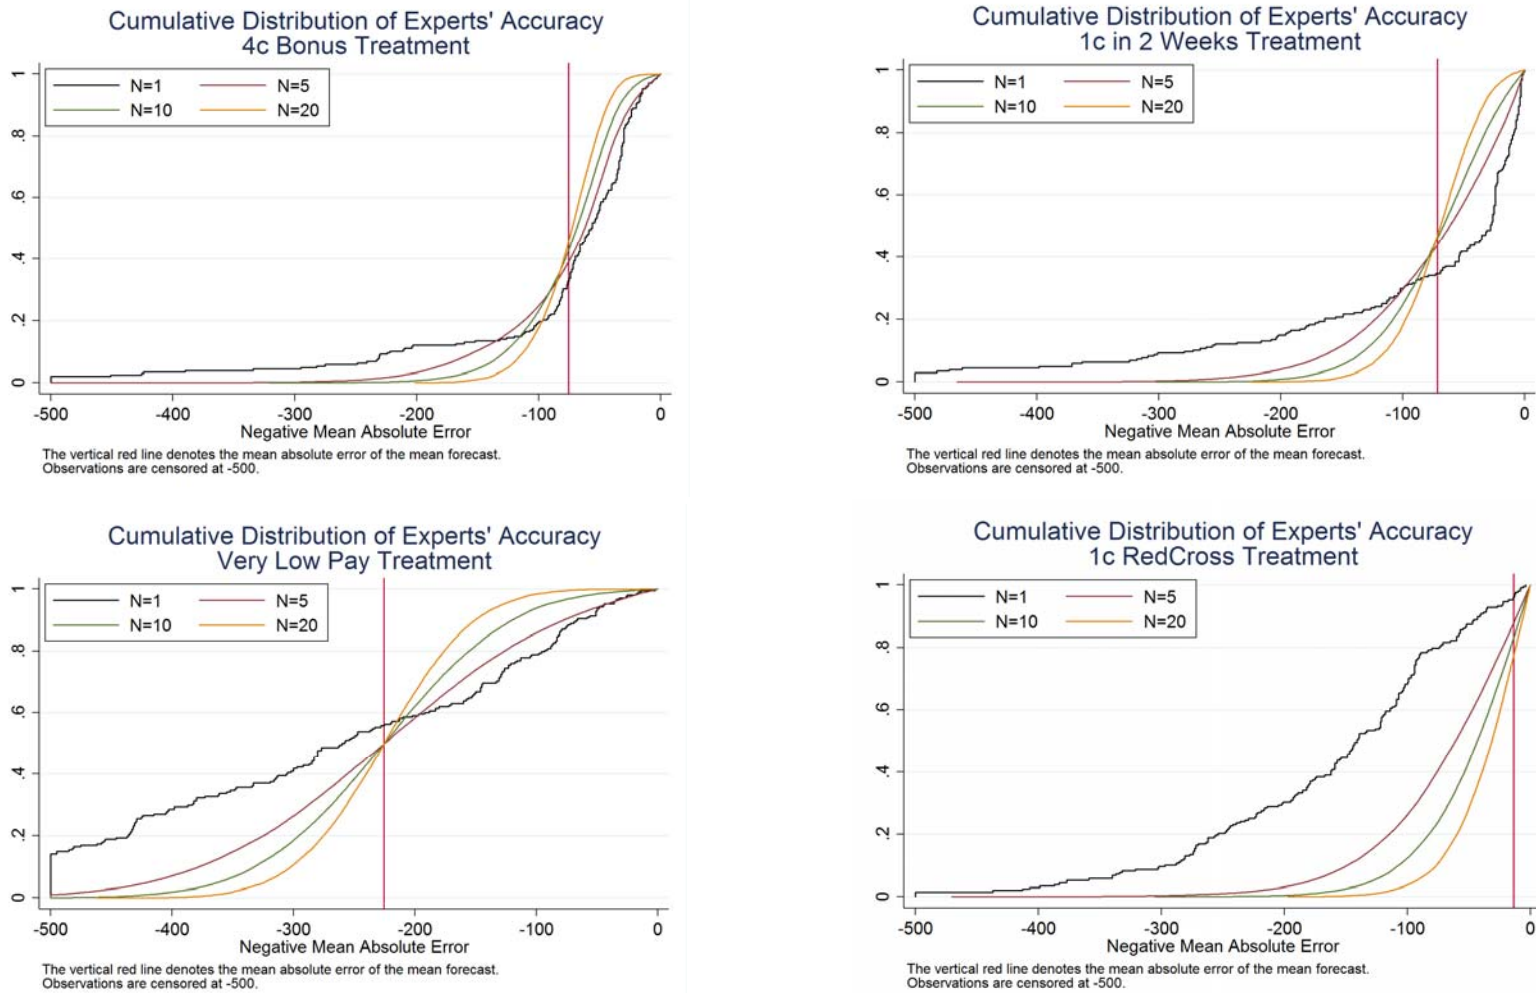 Cumulative Distribution of Experts' Accuracy
4c Bonus Treatment
N=1 N=5
N=10 N=20
1
.8
.6
.4
.2
0
-500 -400 -300 -200 -100 0
Negative Mean Absolute Error
The vertical red line denotes the mean absolute error of the mean forecast.
Observations are censored at -500.
Cumulative Distribution of Experts' Accuracy
1c in 2 Weeks Treatment
N=1 N=5
N=10 N=20
1
.8
.6
.4
.2
0
-500 -400 -300 -200 -100 0
Negative Mean Absolute Error
The vertical red line denotes the mean absolute error of the mean forecast.
Observations are censored at -500.
Cumulative Distribution of Experts' Accuracy
Very Low Pay Treatment
N=1 N=5
N=10 N=20
1
.8
.6
.4
.2
0
-500 -400 -300 -200 -100 0
Negative Mean Absolute Error
The vertical red line denotes the mean absolute error of the mean forecast.
Observations are censored at -500.
Cumulative Distribution of Experts' Accuracy
1c RedCross Treatment
N=1 N=5
N=10 N=20
1
.8
.6
.4
.2
0
-500 -400 -300 -200 -100 0
Negative Mean Absolute Error
The vertical red line denotes the mean absolute error of the mean forecast.
Observations are censored at -500.